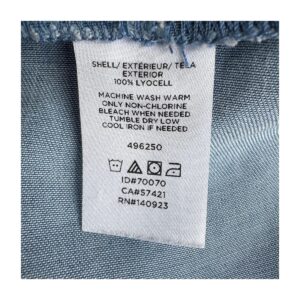 SHELL/ EXTÉRIEUR/ TELA
EXTERIOR
100% LYOCELL
MACHINE WASH WARM
ONLY NON-CHLORINE
BLEACH WHEN NEEDED
TUMBLE DRY LOW
COOL IRON IF NEEDED
496250
ID#70070
CA#57421
RN#140923